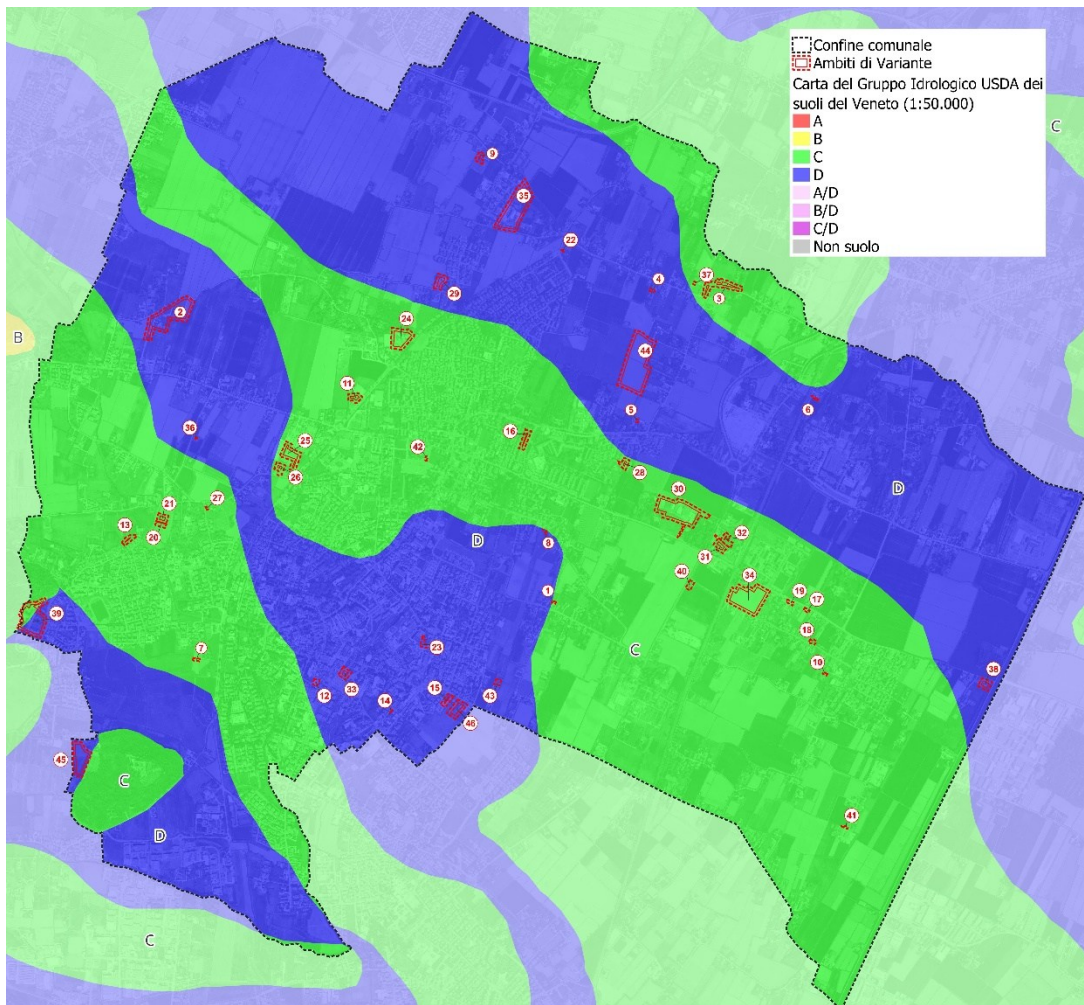 Confine comunale
Ambiti di Variante
Carta del Gruppo Idrologico USDA dei
suoli del Veneto (1:50.000)
A
B
C
D
A/D
B/D
C/D
Non suolo
C
9
35
22
4
37
3
29
2
24
B
44
11
5
6
36
16
25
42
26
28
D
30
27
21
13
20
D
8
32
31
40
34
1
19
17
39
18
23
C
7
10
12
33
15
43
38
14
46
45
C
41
D
C